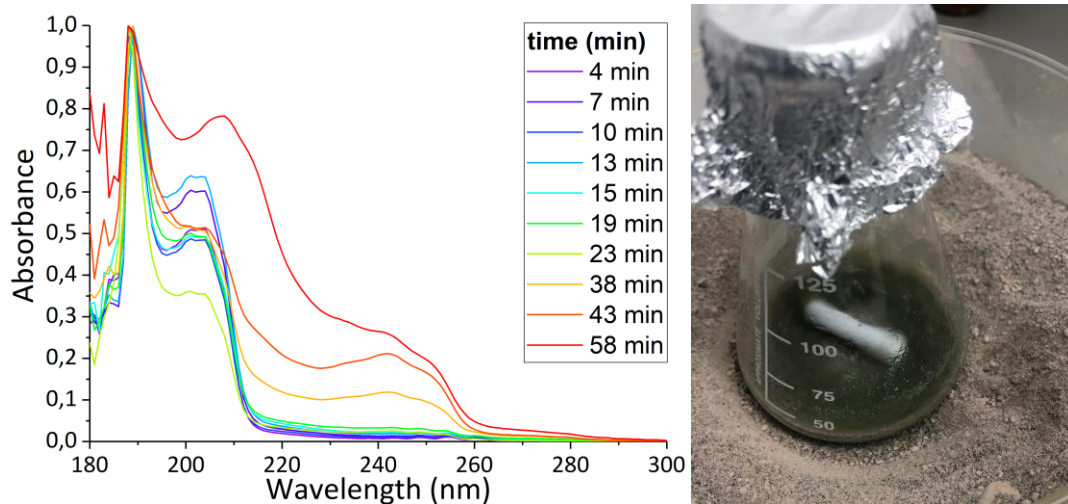 Absorbance
1,0
0,9
0,8
0,7
0,6
0,5
0,4
0,3
0,2
0,1
0,0
180
200
220
240
260
280
300
Wavelength (nm)
time (min)
4 min
7 min
10 min
13 min
15 min
19 min
23 min
38 min
43 min
58 min
125
100
75
50